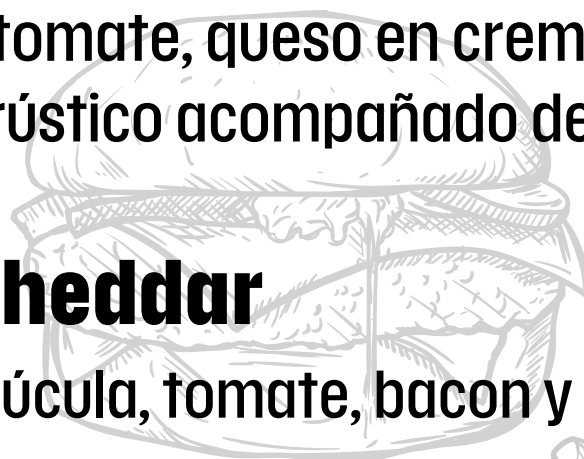 tomate, queso en crem
rústico acompañado de
heddar
úcula, tomate, bacon y